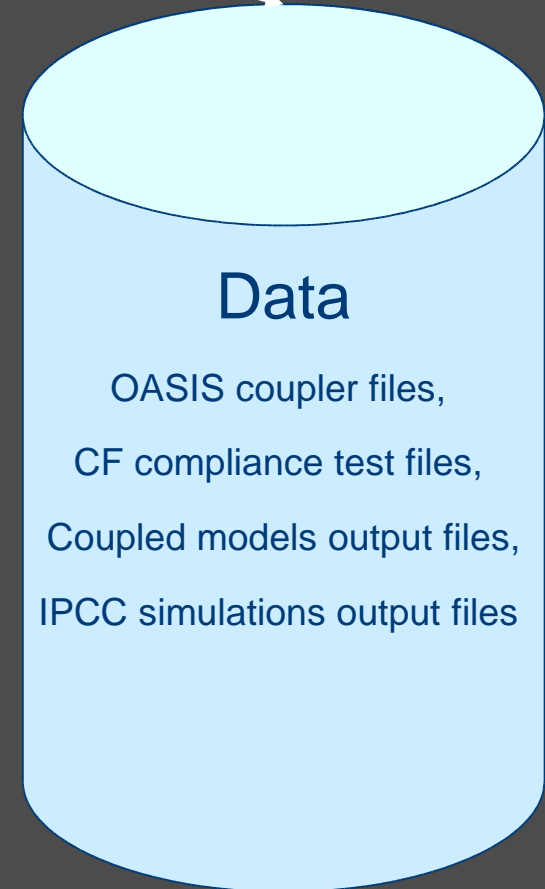 Data
OASIS coupler files,
CF compliance test files,
Coupled models output files,
IPCC simulations output files